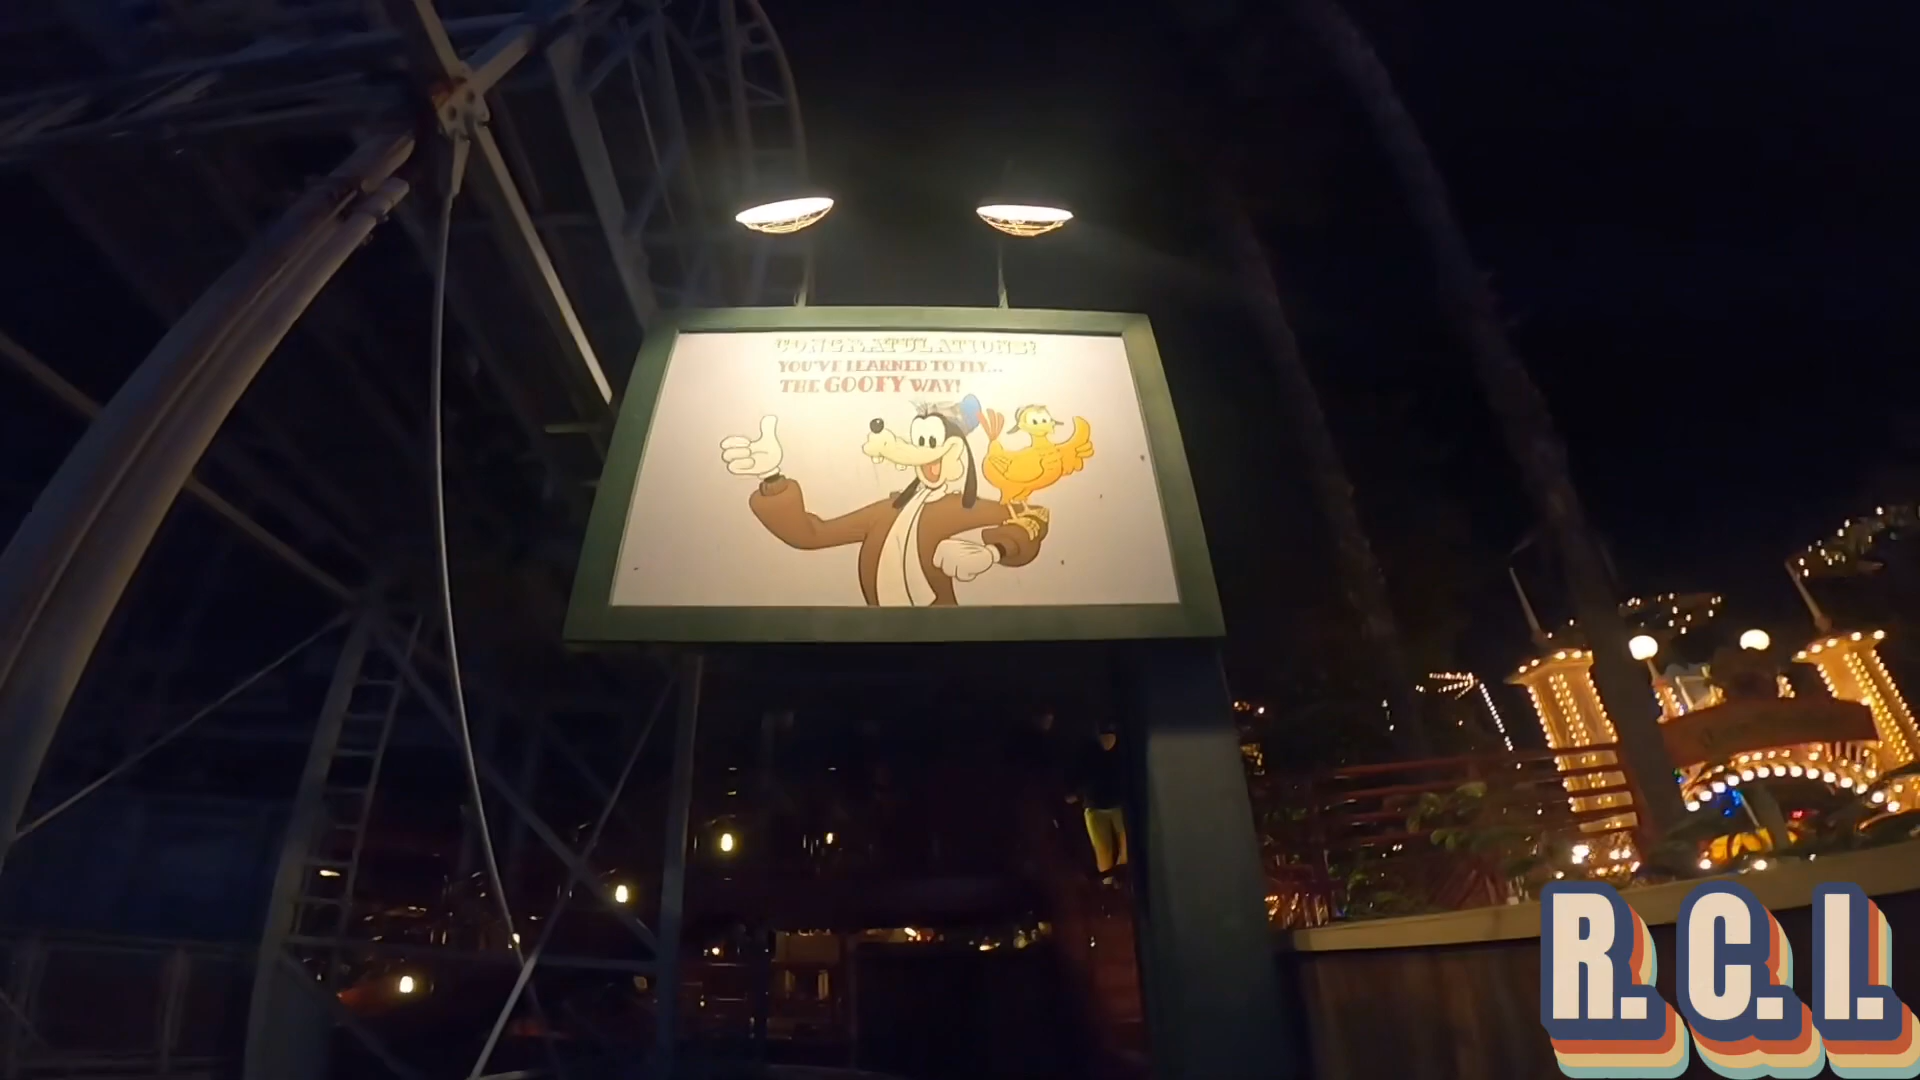 CONGRATULATIONS!
YOU'VE LEARNED TO FLY...
THE GOOFY WAY!
R.C.I.